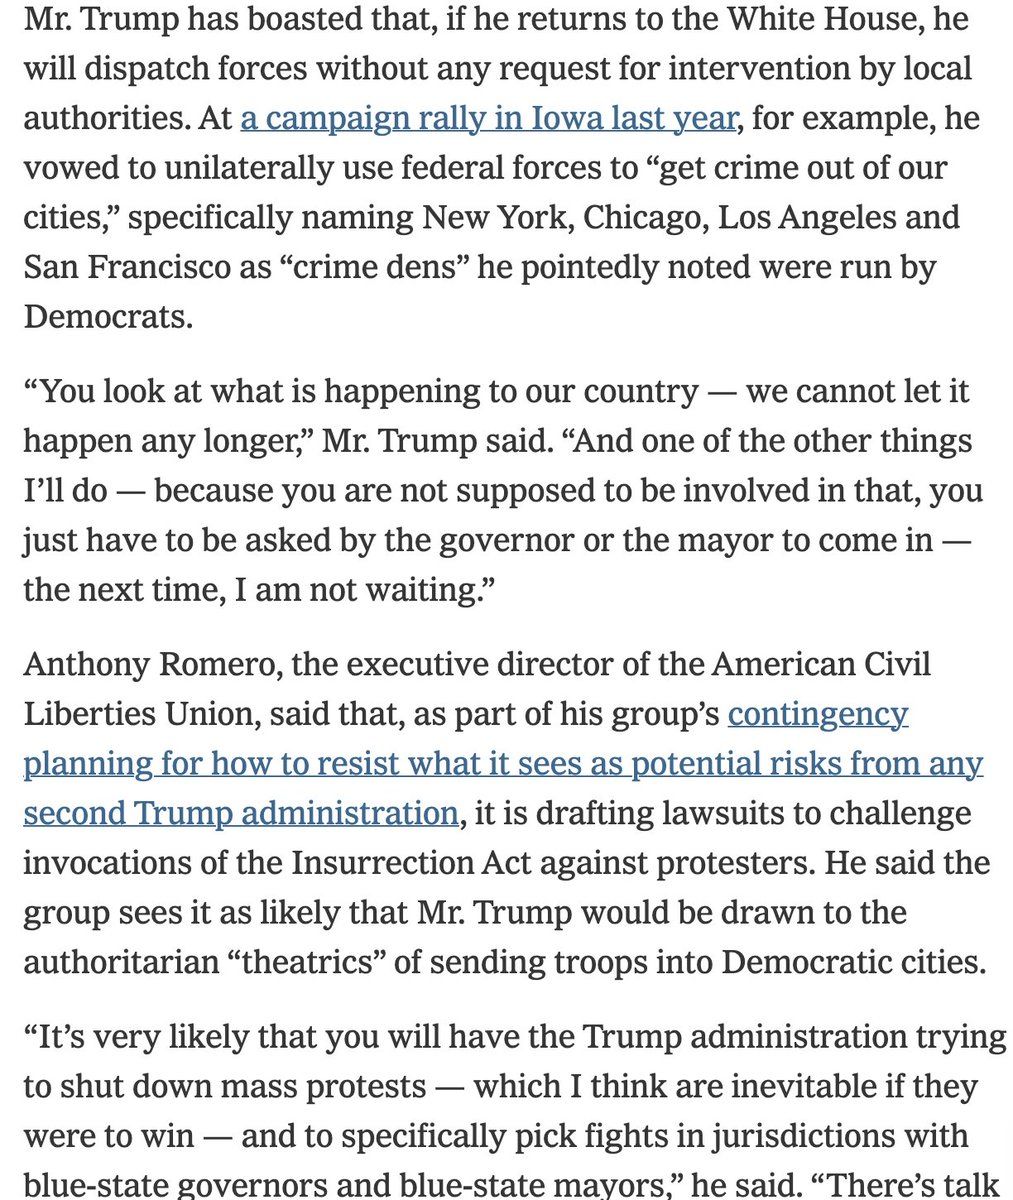 Mr. Trump has boasted that, if he returns to the White House, he
will dispatch forces without any request for intervention by local
authorities. At a campaign rally in Iowa last year, for example, he
vowed to unilaterally use federal forces to “get crime out of our
cities,” specifically naming New York, Chicago, Los Angeles and
San Francisco as “crime dens” he pointedly noted were run by
Democrats.
“You look at what is happening to our country — we cannot let it
happen any longer,” Mr. Trump said. “And one of the other things
I’ll do — because you are not supposed to be involved in that, you
just have to be asked by the governor or the mayor to come in —
the next time, I am not waiting.”
Anthony Romero, the executive director of the American Civil
Liberties Union, said that, as part of his group’s contingency
planning for how to resist what it sees as potential risks from any
second Trump administration, it is drafting lawsuits to challenge
invocations of the Insurrection Act against protesters. He said the
group sees it as likely that Mr. Trump would be drawn to the
authoritarian “theatrics” of sending troops into Democratic cities.
“It’s very likely that you will have the Trump administration trying
to shut down mass protests — which I think are inevitable if they
were to win — and to specifically pick fights in jurisdictions with
blue-state governors and blue-state mayors,” he said. “There’s talk